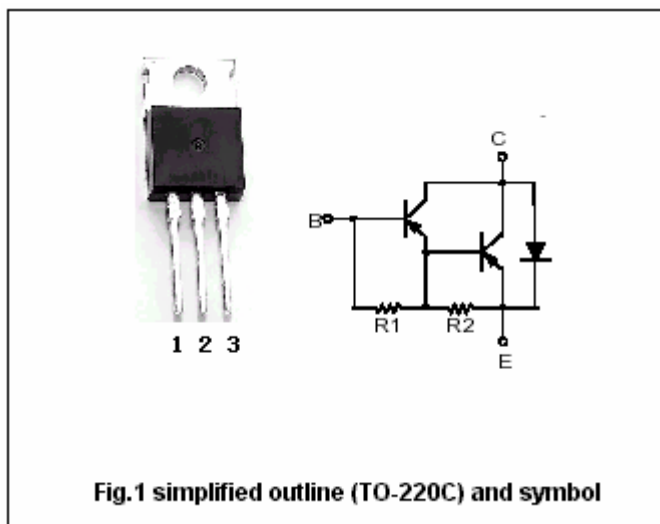 C
B
R1 R2
1 2 3
E
Fig.1 simplified outline (TO-220C) and symbol